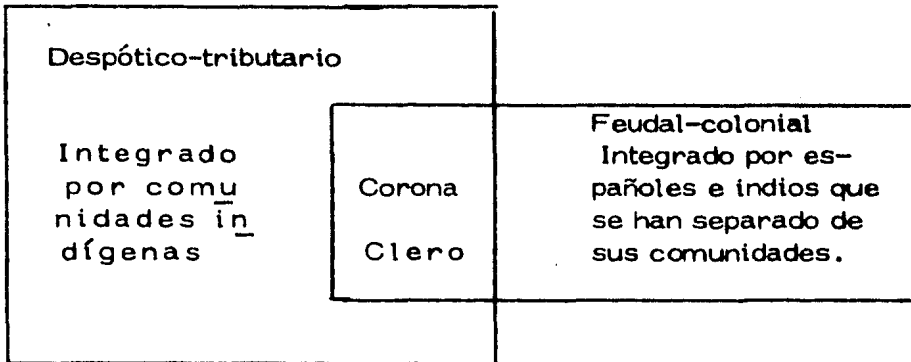 Despótico-tributario
Integrado
por comu
nidades in
dígenas
Corona
Clero
Feudal-colonial
Integrado por es-
pañoles e indios que
se han separado de
sus comunidades.